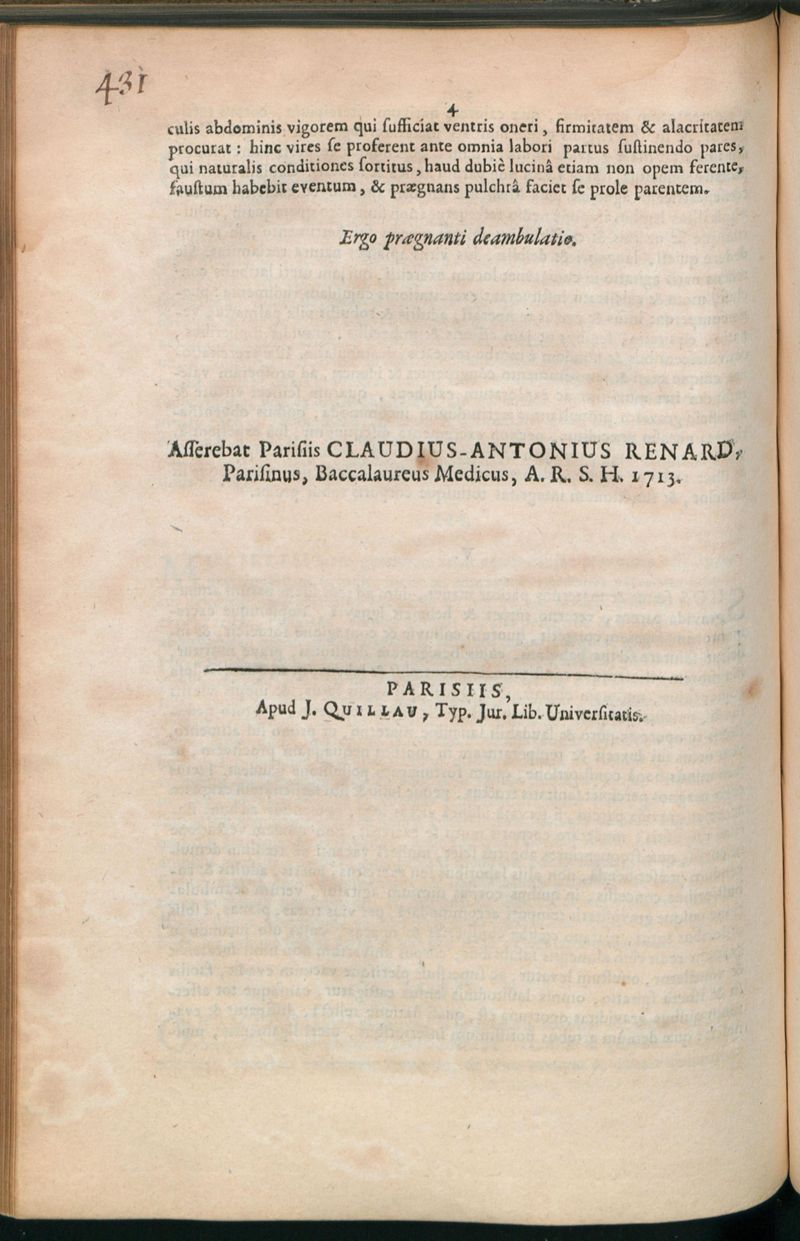 431
4
culis abdominis vigorem qui ſufficiat ventris oneri, firmitatem & alacritatem
procurat : hinc vires ſe proferent ante omnia labori partus ſuſtinendo pares,
qui naturalis conditiones ſortitus, haud dubiè lucinâ etiam non opem ferente,
fauſtum habebit eventum, & prægnans pulchrâ faciet ſe prole parentem.
Ergo prægnanti deambulatio.
Aſſerebat Pariſiis CLAUDIUS-ANTONIUS RENARD,
Pariſinus, Baccalaureus Medicus, A. R. S. H. 1713.
PARISIIS,
Apud J. QUILLAU, Typ. Jur. Lib. Univerſitatis.